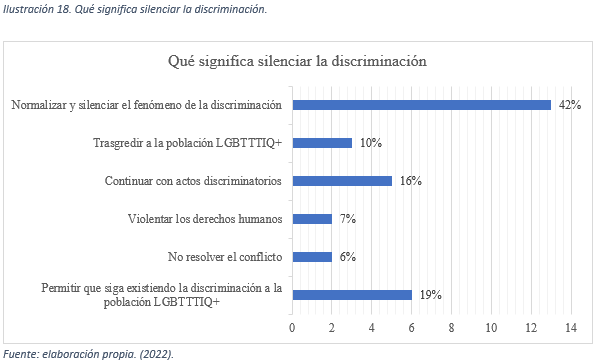 Ilustración 18. Qué significa silenciar la discriminación.
Qué significa silenciar la discriminación
Normalizar y silenciar el fenómeno de la discriminación 42%
Trasgredir a la población LGBTTTIQ+ 10%
Continuar con actos discriminatorios 16%
Violentar los derechos humanos 7%
No resolver el conflicto 6%
Permitir que siga existiendo la discriminación a la
población LGBTTTIQ+ 19%
0 2 4 6 8 10 12 14
Fuente: elaboración propia. (2022).